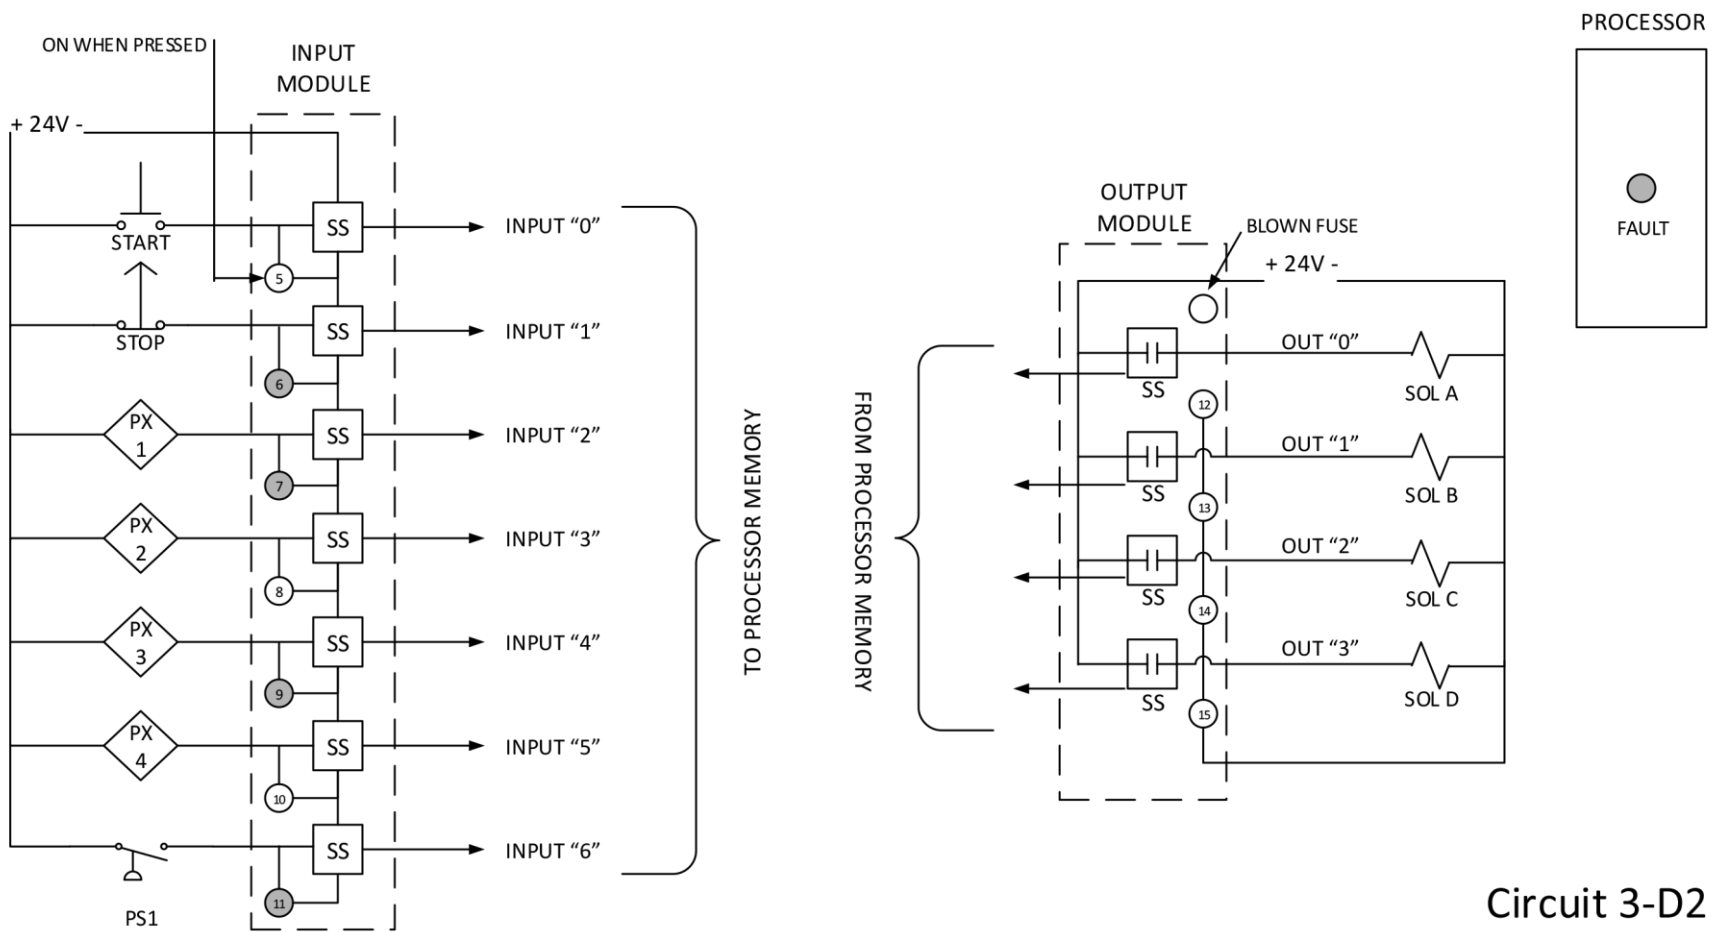 PROCESSOR
FAULT
ON WHEN PRESSED
INPUT
MODULE
+ 24V -
START
SS
INPUT “0”
5
STOP
SS
INPUT “1”
6
PX
1
SS
INPUT “2”
7
PX
2
SS
INPUT “3”
8
PX
3
SS
INPUT “4”
9
PX
4
SS
INPUT “5”
10
PS1
SS
INPUT “6”
11
TO PROCESSOR MEMORY
FROM PROCESSOR MEMORY
OUTPUT
MODULE
BLOWN FUSE
+ 24V -
SS
OUT “0”
SOL A
12
SS
OUT “1”
SOL B
13
SS
OUT “2”
SOL C
14
SS
OUT “3”
SOL D
15
Circuit 3-D2